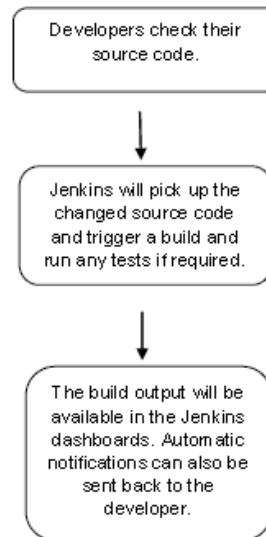 Developers check their
source code.
Jenkins will pick up the
changed source code
and trigger a build and
run any tests if required.
The build output will be
available in the Jenkins
dashboards. Automatic
notifications can also be
sent back to the
developer.